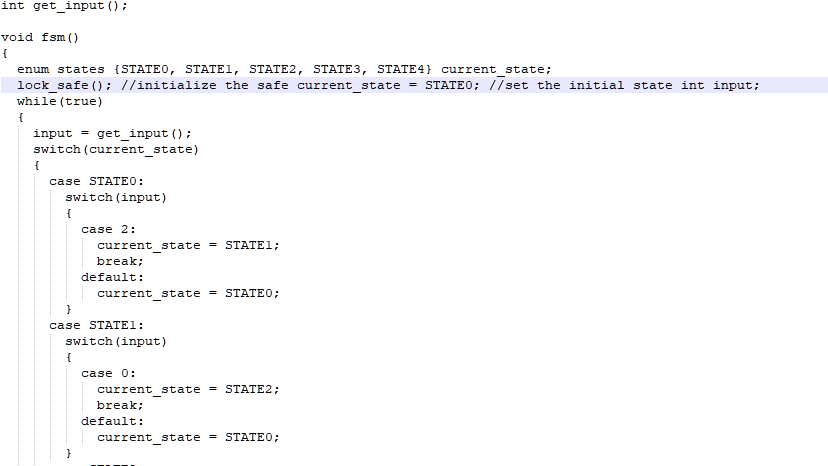 int get_input();
void fsm()
{
enum states {STATE0, STATE1, STATE2, STATE3, STATE4} current_state;
lock_safe(); //initialize the safe current_state = STATE0; //set the initial state int input;
while(true)
{
input = get_input();
switch(current_state)
{
case STATE0:
switch(input)
{
case 2:
current_state = STATE1;
break;
default:
current_state = STATE0;
}
case STATE1:
switch(input)
{
case 0:
current_state = STATE2;
break;
default:
current_state = STATE0;
}